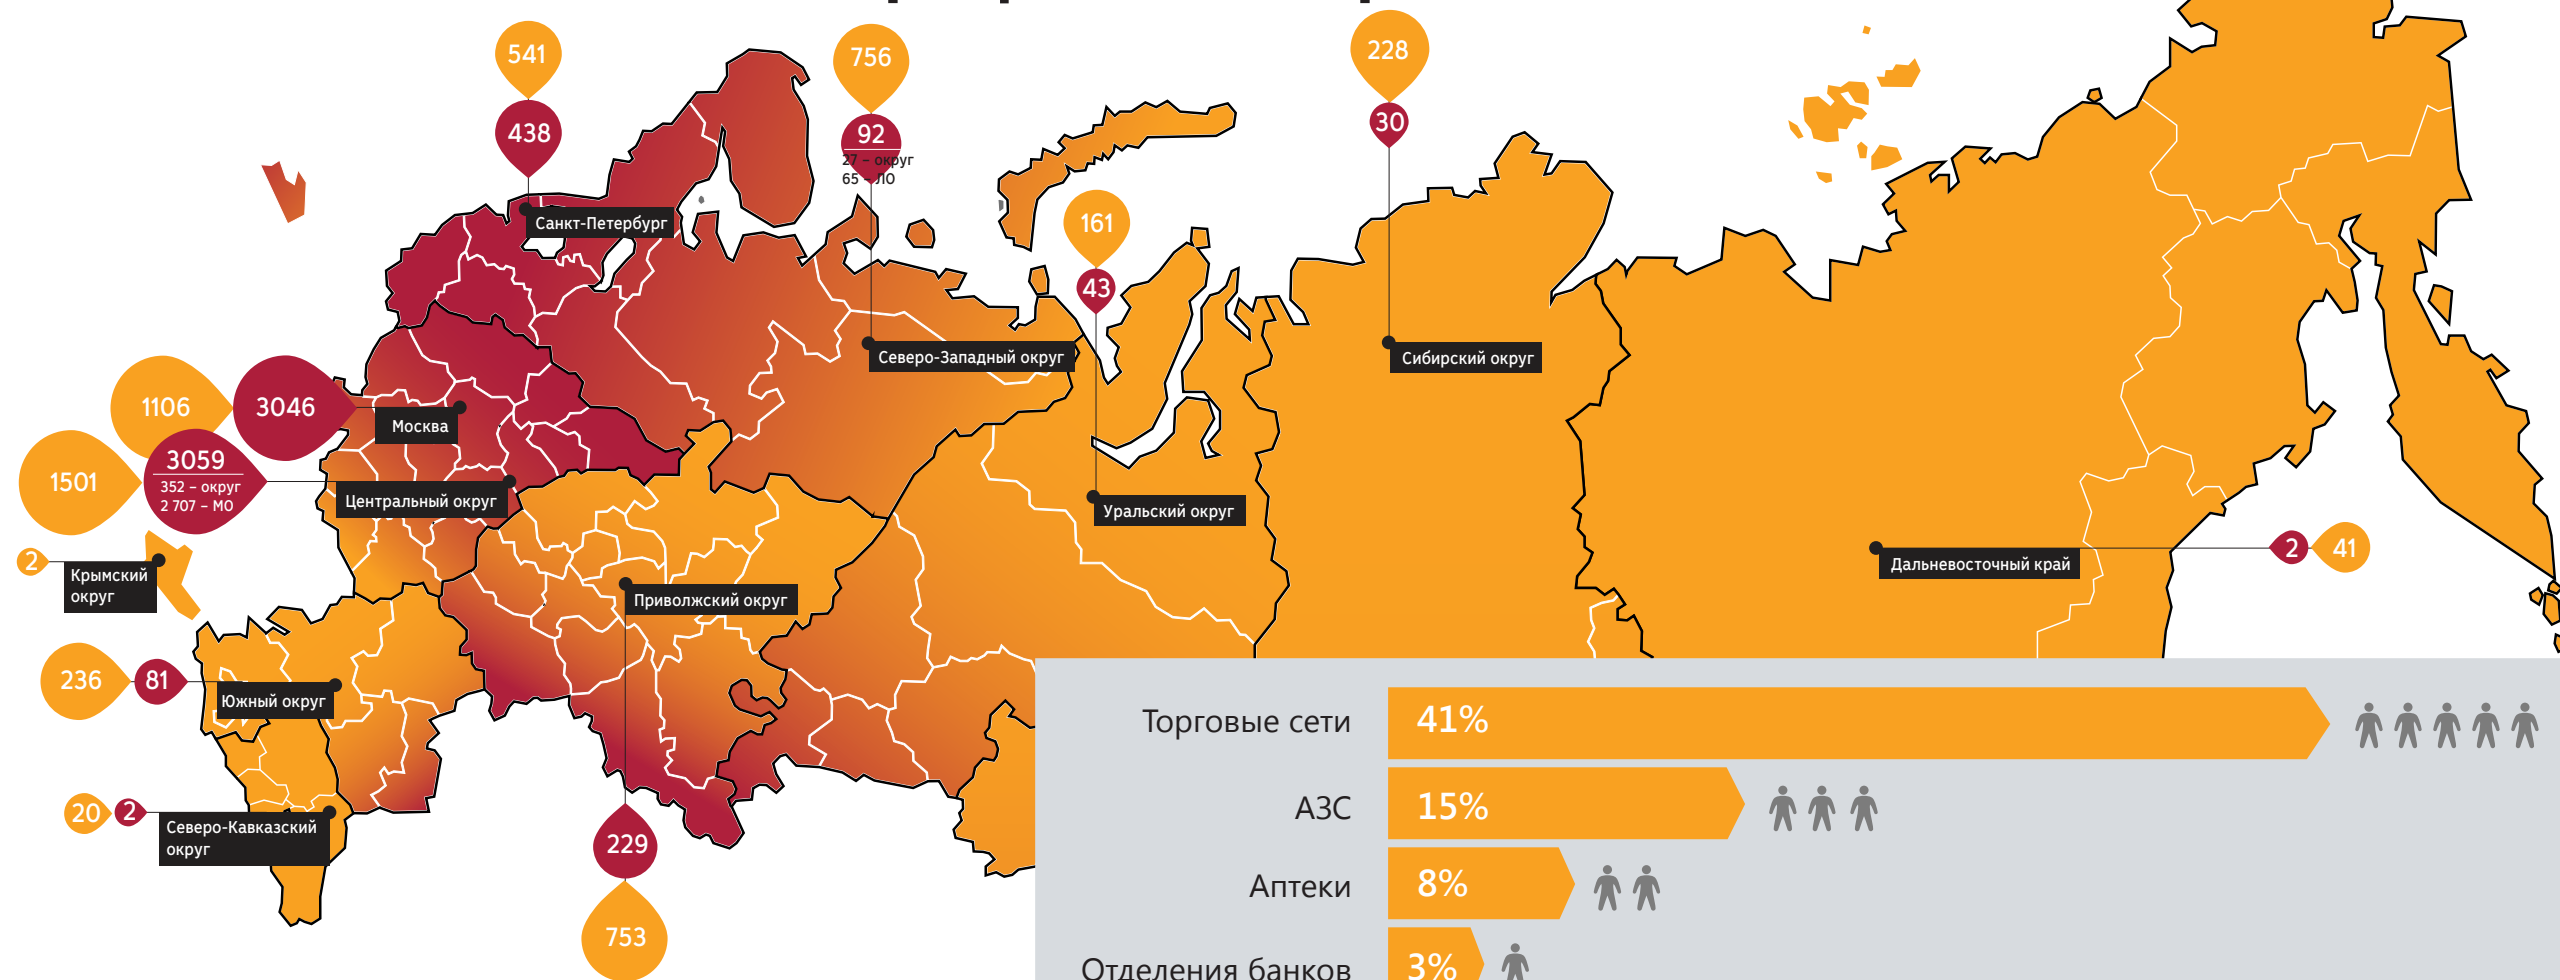 541
438
Санкт-Петербург
756
92
27 – округ
65 – ЛО
Северо-Западный округ
161
43
Уральский округ
228
30
Сибирский округ
1106
3046
Москва
1501
3059
352 – округ
2 707 – МО
Центральный округ
2
Крымский
округ
Приволжский округ
229
753
Дальневосточный край
2
41
236
81
Южный округ
20
2
Северо-Кавказский
округ
Торговые сети
41%
АЗС
15%
Аптеки
8%
Отделения банков
3%